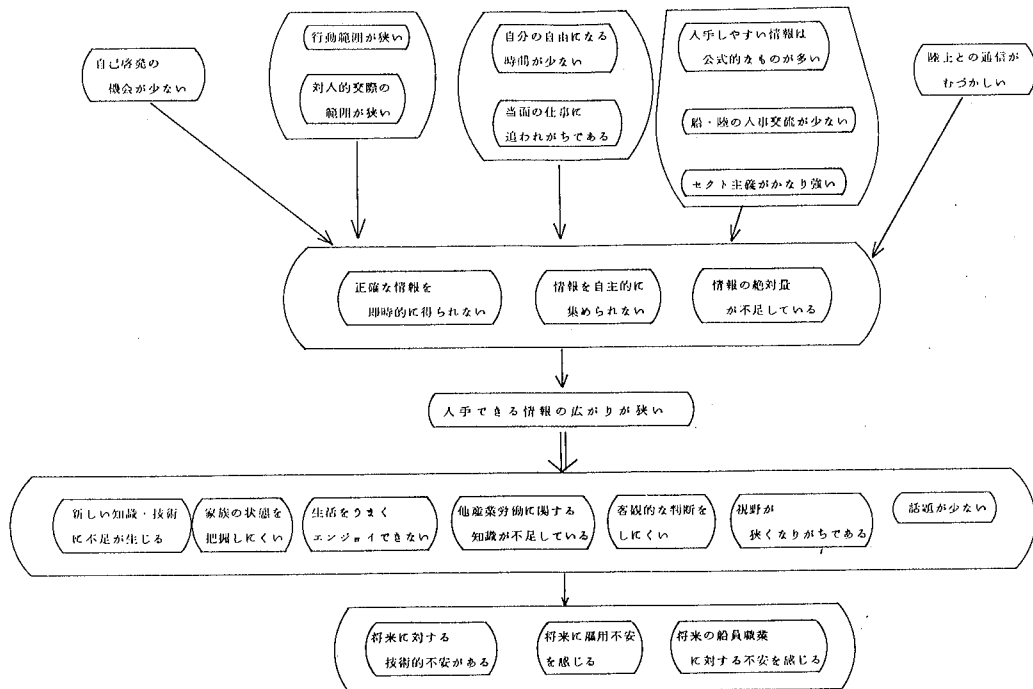 自己啓発の
機会が少ない
行動範囲が狭い
対人的交際の
範囲が狭い
自分の自由になる
時間が少ない
当面の仕事に
追われがちである
入手しやすい情報は
公式的なものが多い
船・陸の人事交流が少ない
セクト主義がかなり強い
陸上との通信が
むづかしい
正確な情報を
即時的に得られない
情報を自主的に
集められない
情報の絶対量
が不足している
入手できる情報の広がりが狭い
新しい知識・技術
に不足が生じる
家族の状態を
把握しにくい
生活をうまく
エンジョイできない
他産業労働に関する
知識が不足している
客観的な判断を
しにくい
視野が
狭くなりがちである
話題が少ない
将来に対する
技術的不安がある
将来に雇用不安
を感じる
将来の船員職業
に対する不安を感じる